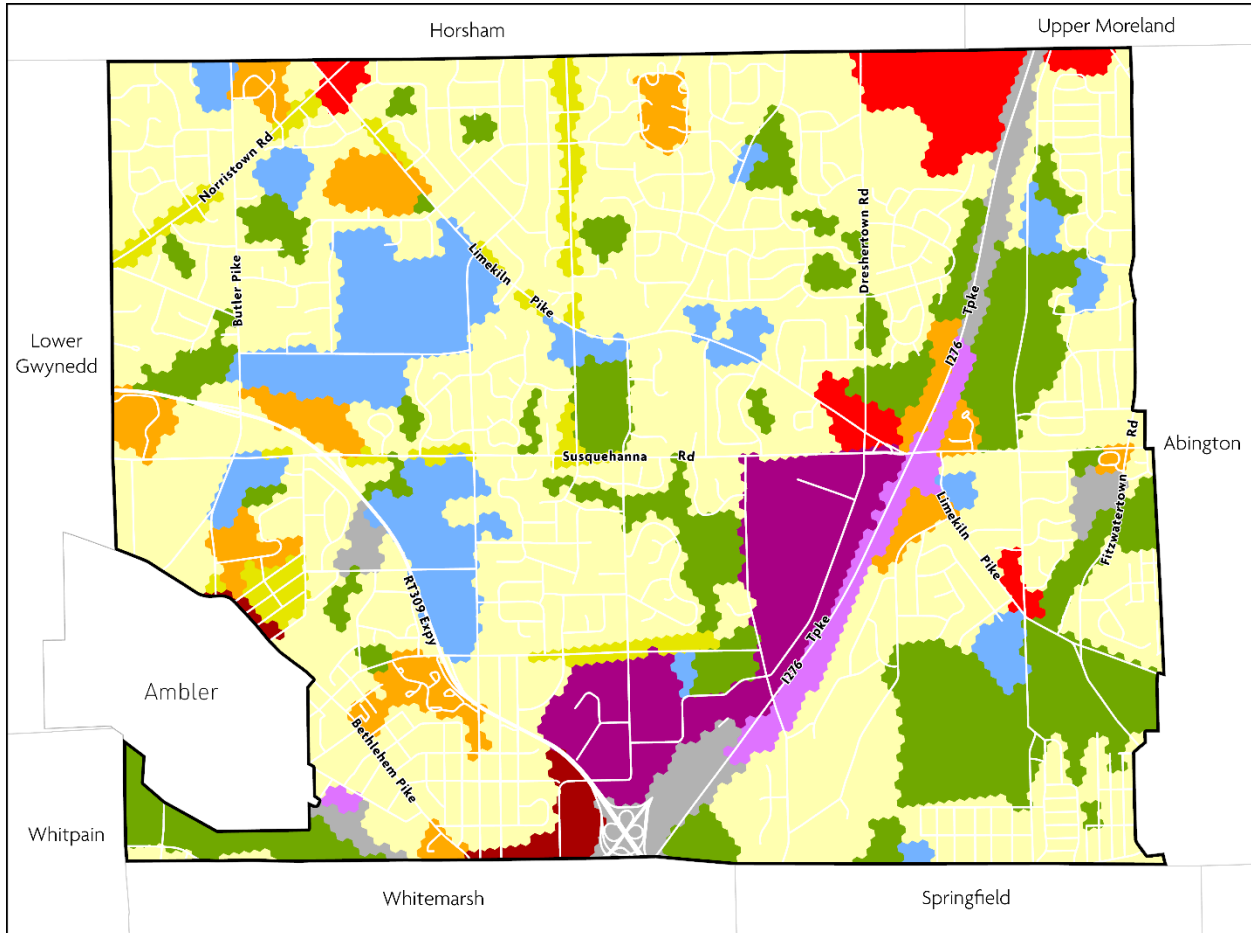 Horsham
Upper Moreland
Norristown Rd
Butler Pike
Limekiln Pike
Dreshertown Rd
I276 Tpke
Lower
Gwynedd
Susquehanna Rd
Abington
Fitzwatertown Rd
Limekiln Pike
RT309 Expy
I276 Tpke
Ambler
Bethlehem Pike
Whitpain
Whitemarsh
Springfield